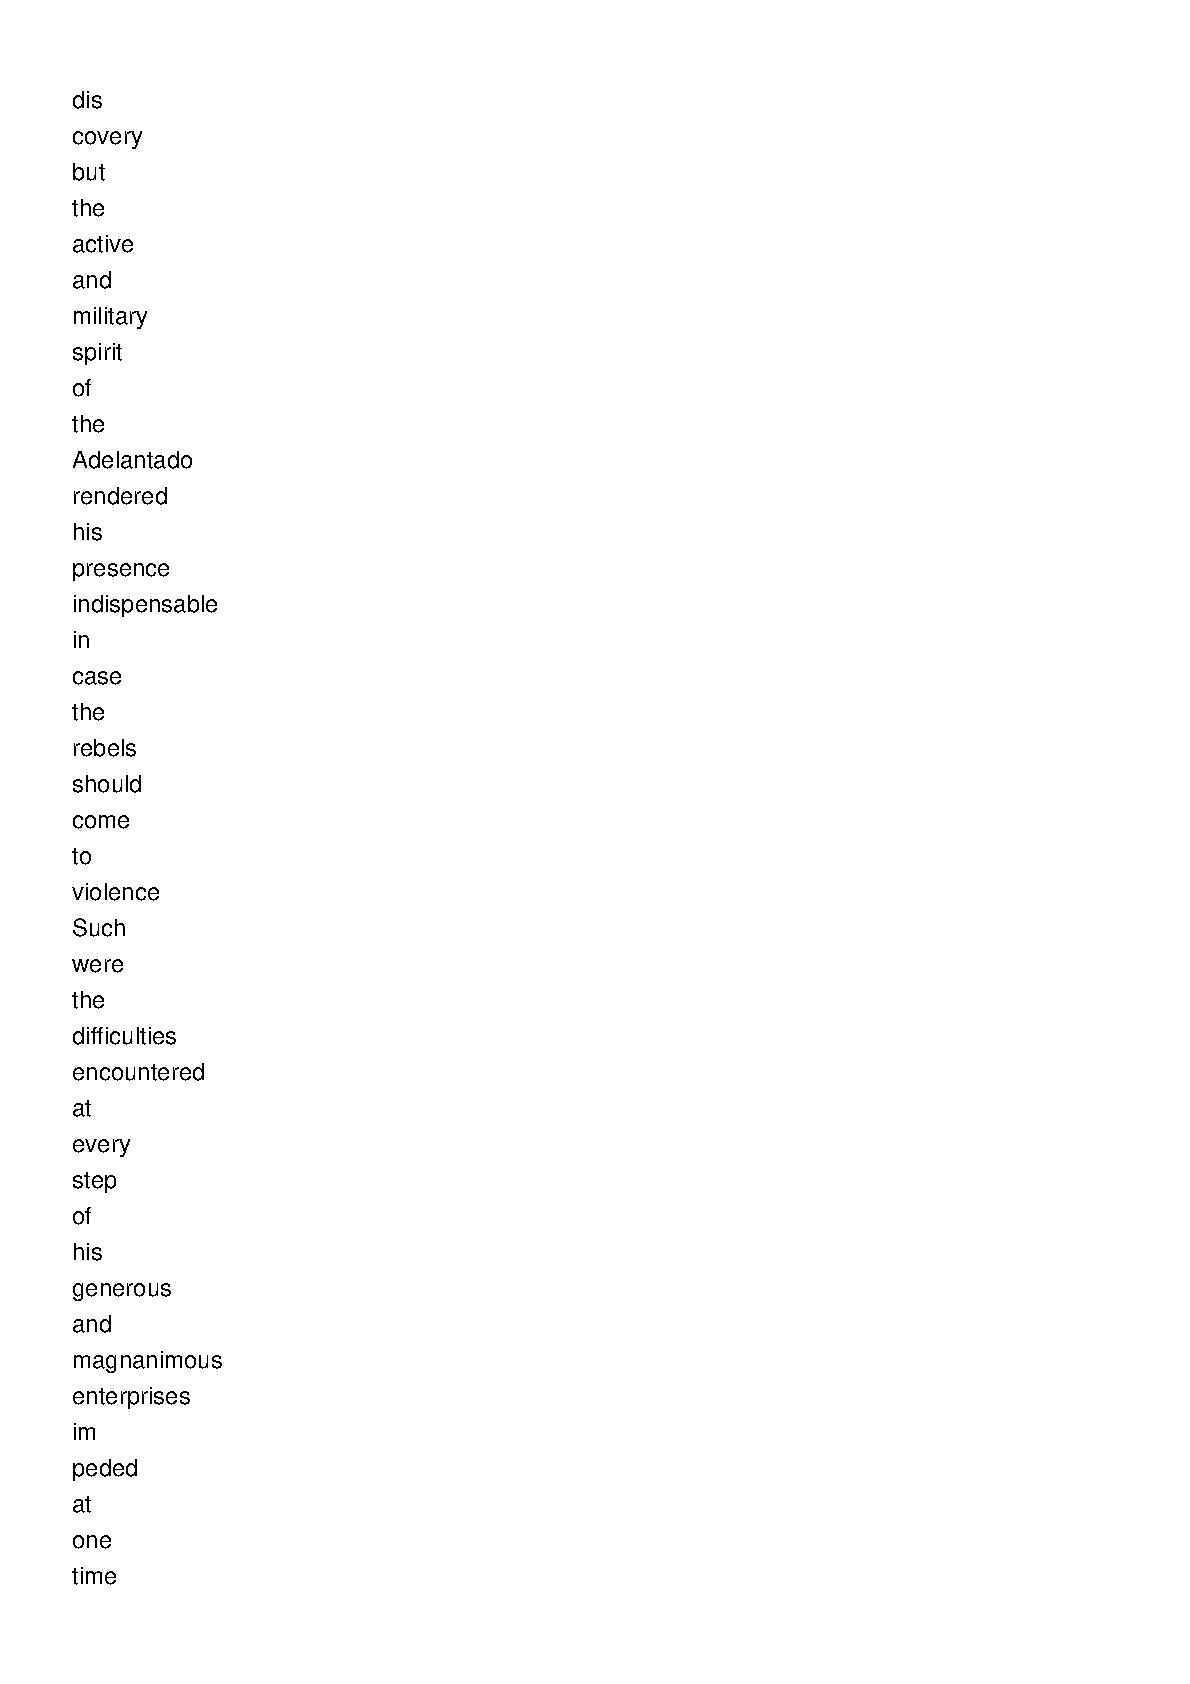 dis
covery
but
the
active
and
military
spirit
of
the
Adelantado
rendered
his
presence
indispensable
in
case
the
rebels
should
come
to
violence
Such
were
the
difficulties
encountered
at
every
step
of
his
generous
and
magnanimous
enterprises
im
peded
at
one
time